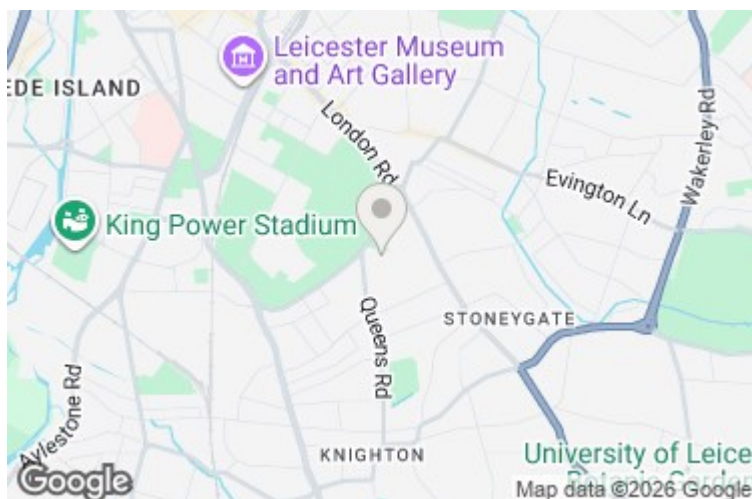 Leicester Museum
and Art Gallery
EDE ISLAND
London Rd
Wakerley Rd
Evington Ln
King Power Stadium
Queens Rd
STONEYGATE
Aylestone Rd
KNIGHTON
University of Leice
Google
Map data ©2026 Google